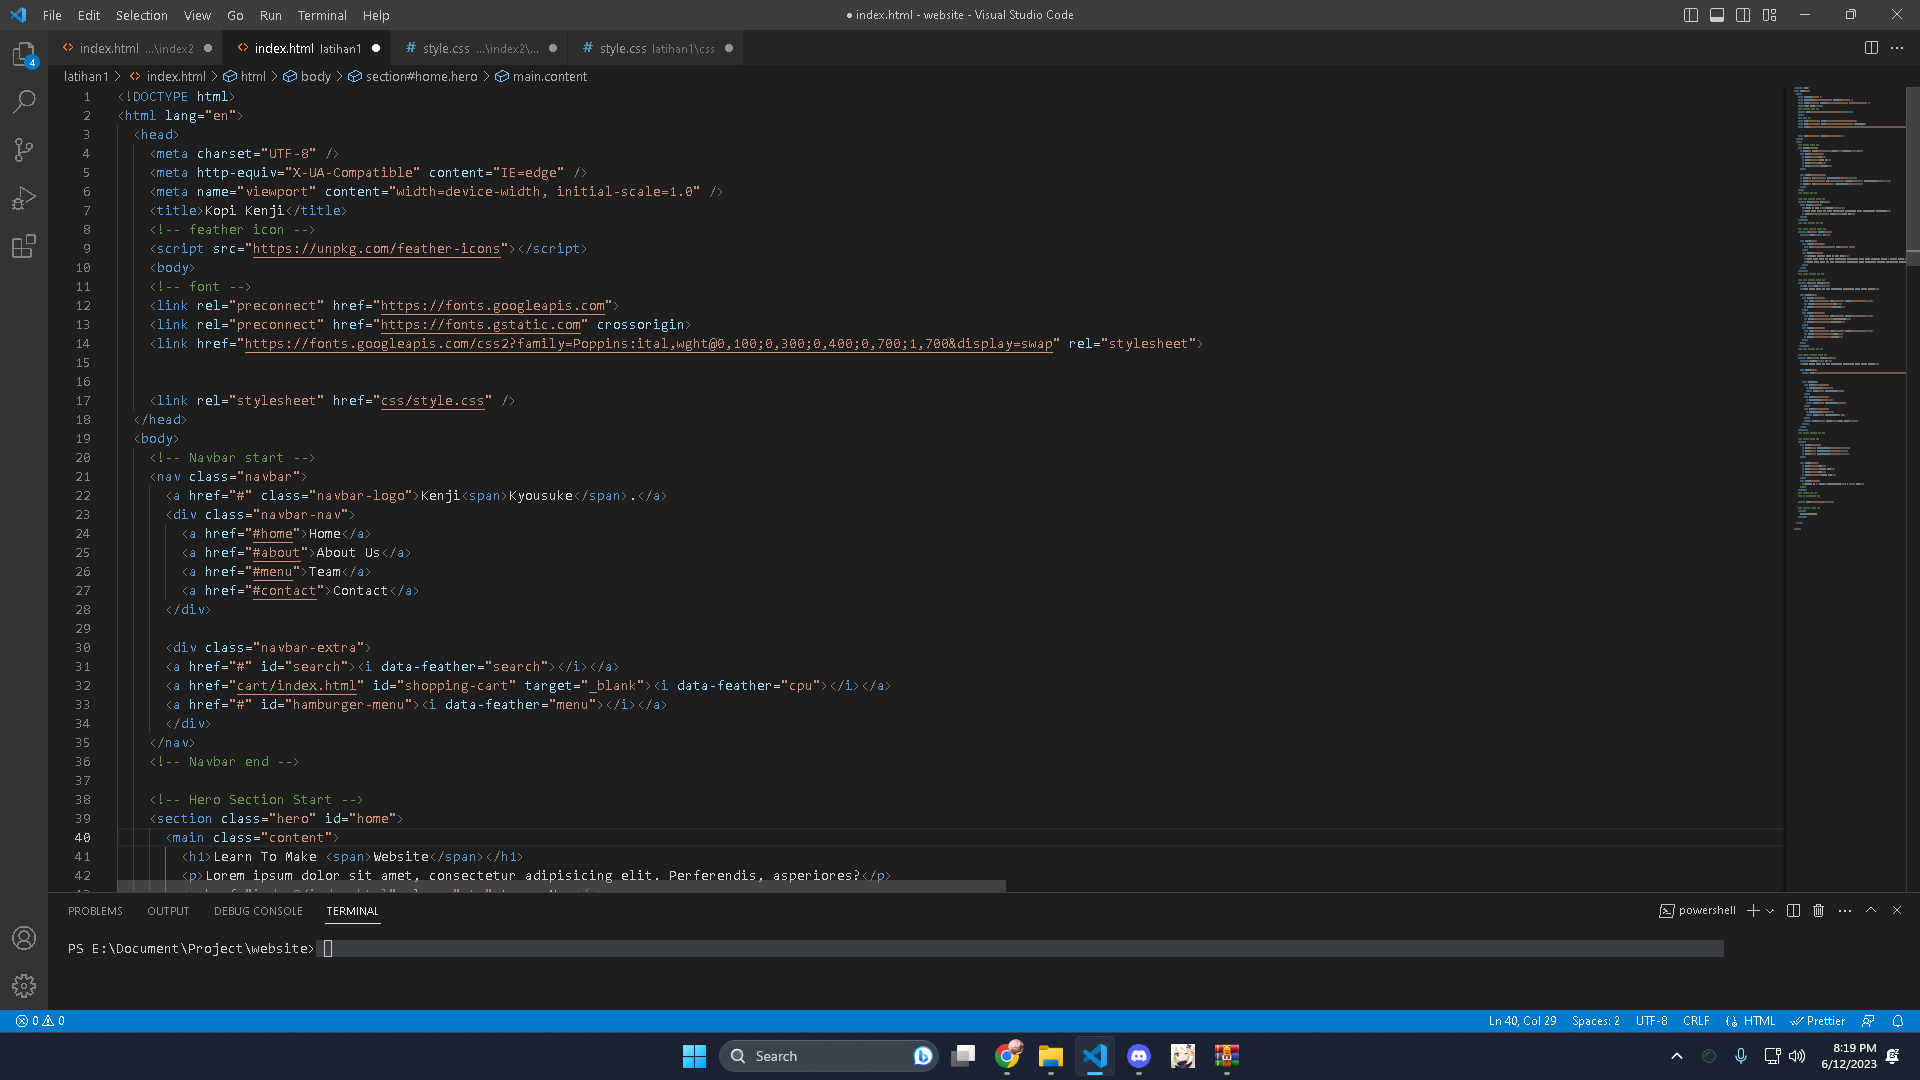 File Edit Selection View Go Run Terminal Help
● index.html - website - Visual Studio Code
index.html ...\index2 ●
index.html latihan1 ●
# style.css ...\index2\... ●
# style.css latihan1\css ●
latihan1 > index.html > html > body > section#home.hero > main.content
1 <!DOCTYPE html>
2 <html lang="en">
3 <head>
4 <meta charset="UTF-8" />
5 <meta http-equiv="X-UA-Compatible" content="IE=edge" />
6 <meta name="viewport" content="width=device-width, initial-scale=1.0" />
7 <title>Kopi Kenji</title>
8 <!-- feather icon -->
9 <script src="https://unpkg.com/feather-icons"></script>
10 <body>
11 <!-- font -->
12 <link rel="preconnect" href="https://fonts.googleapis.com">
13 <link rel="preconnect" href="https://fonts.gstatic.com" crossorigin>
14 <link href="https://fonts.googleapis.com/css2?family=Poppins:ital,wght@0,100;0,300;0,400;0,700;1,700&display=swap" rel="stylesheet">
15
16
17 <link rel="stylesheet" href="css/style.css" />
18 </head>
19 <body>
20 <!-- Navbar start -->
21 <nav class="navbar">
22 <a href="#" class="navbar-logo">Kenji<span>Kyousuke</span>.</a>
23 <div class="navbar-nav">
24 <a href="#home">Home</a>
25 <a href="#about">About Us</a>
26 <a href="#menu">Team</a>
27 <a href="#contact">Contact</a>
28 </div>
29
30 <div class="navbar-extra">
31 <a href="#" id="search"><i data-feather="search"></i></a>
32 <a href="cart/index.html" id="shopping-cart" target="_blank"><i data-feather="cpu"></i></a>
33 <a href="#" id="hamburger-menu"><i data-feather="menu"></i></a>
34 </div>
35 </nav>
36 <!-- Navbar end -->
37
38 <!-- Hero Section Start -->
39 <section class="hero" id="home">
40 <main class="content">
41 <h1>Learn To Make <span>Website</span></h1>
42 <p>Lorem ipsum dolor sit amet, consectetur adipisicing elit. Perferendis, asperiores?</p>
PROBLEMS OUTPUT DEBUG CONSOLE TERMINAL
powershell
PS E:\Document\Project\website>
0 0
Ln 40, Col 29 Spaces: 2 UTF-8 CRLF HTML Prettier
4
Search
8:19 PM
6/12/2023